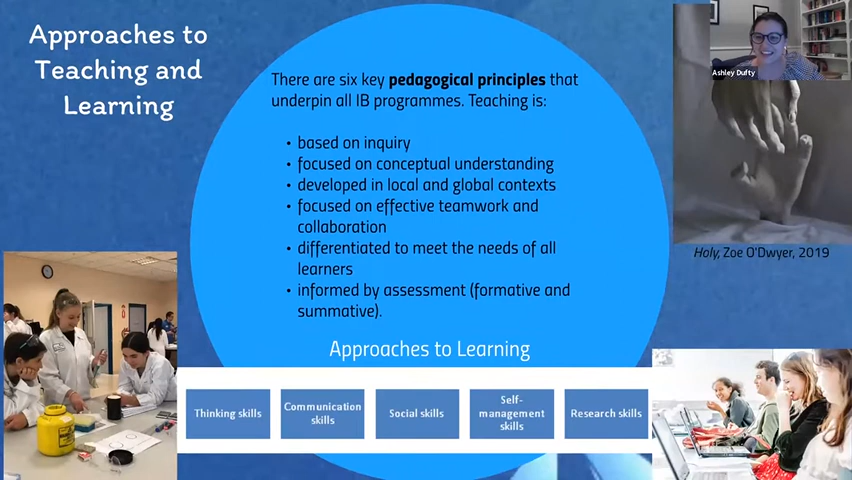 Approaches to
Teaching and
Learning
There are six key pedagogical principles that
underpin all IB programmes. Teaching is:
• based on inquiry
• focused on conceptual understanding
• developed in local and global contexts
• focused on effective teamwork and
collaboration
• differentiated to meet the needs of all
learners
• informed by assessment (formative and
summative).
Ashley Dufty
Holy, Zoe O'Dwyer, 2019
Approaches to Learning
Thinking skills
Communication
skills
Social skills
Self-
management
skills
Research skills